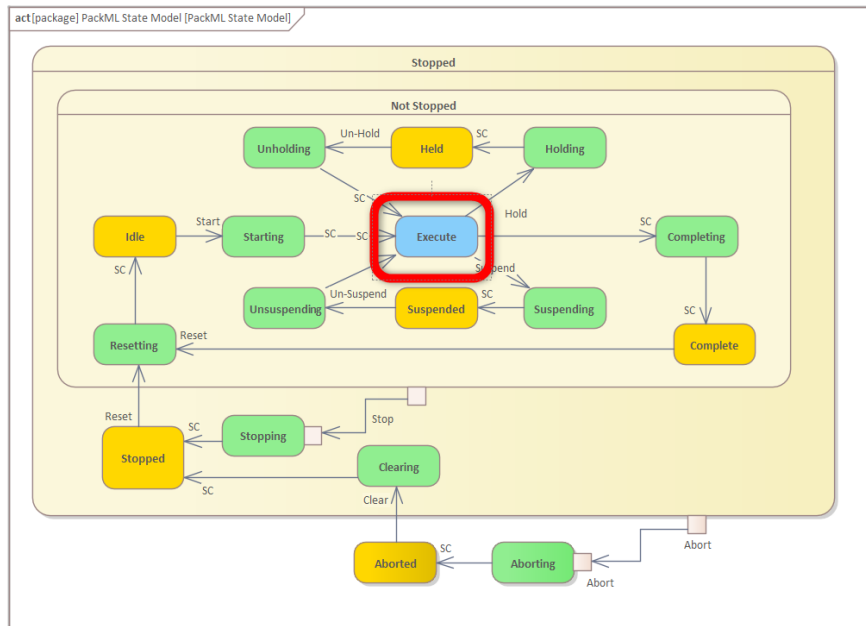 act [package] PackML State Model [PackML State Model]
Stopped
Not Stopped
Unholding
Un-Hold
Held
SC
Holding
SC
Hold
Idle
Start
Starting
SC
SC
Execute
SC
Completing
SC
Suspend
Unsuspending
Un-Suspend
Suspended
SC
Suspending
SC
Resetting
Reset
Complete
Reset
Stop
Stopped
SC
Stopping
Clearing
SC
Clear
Abort
Aborted
SC
Aborting
Abort